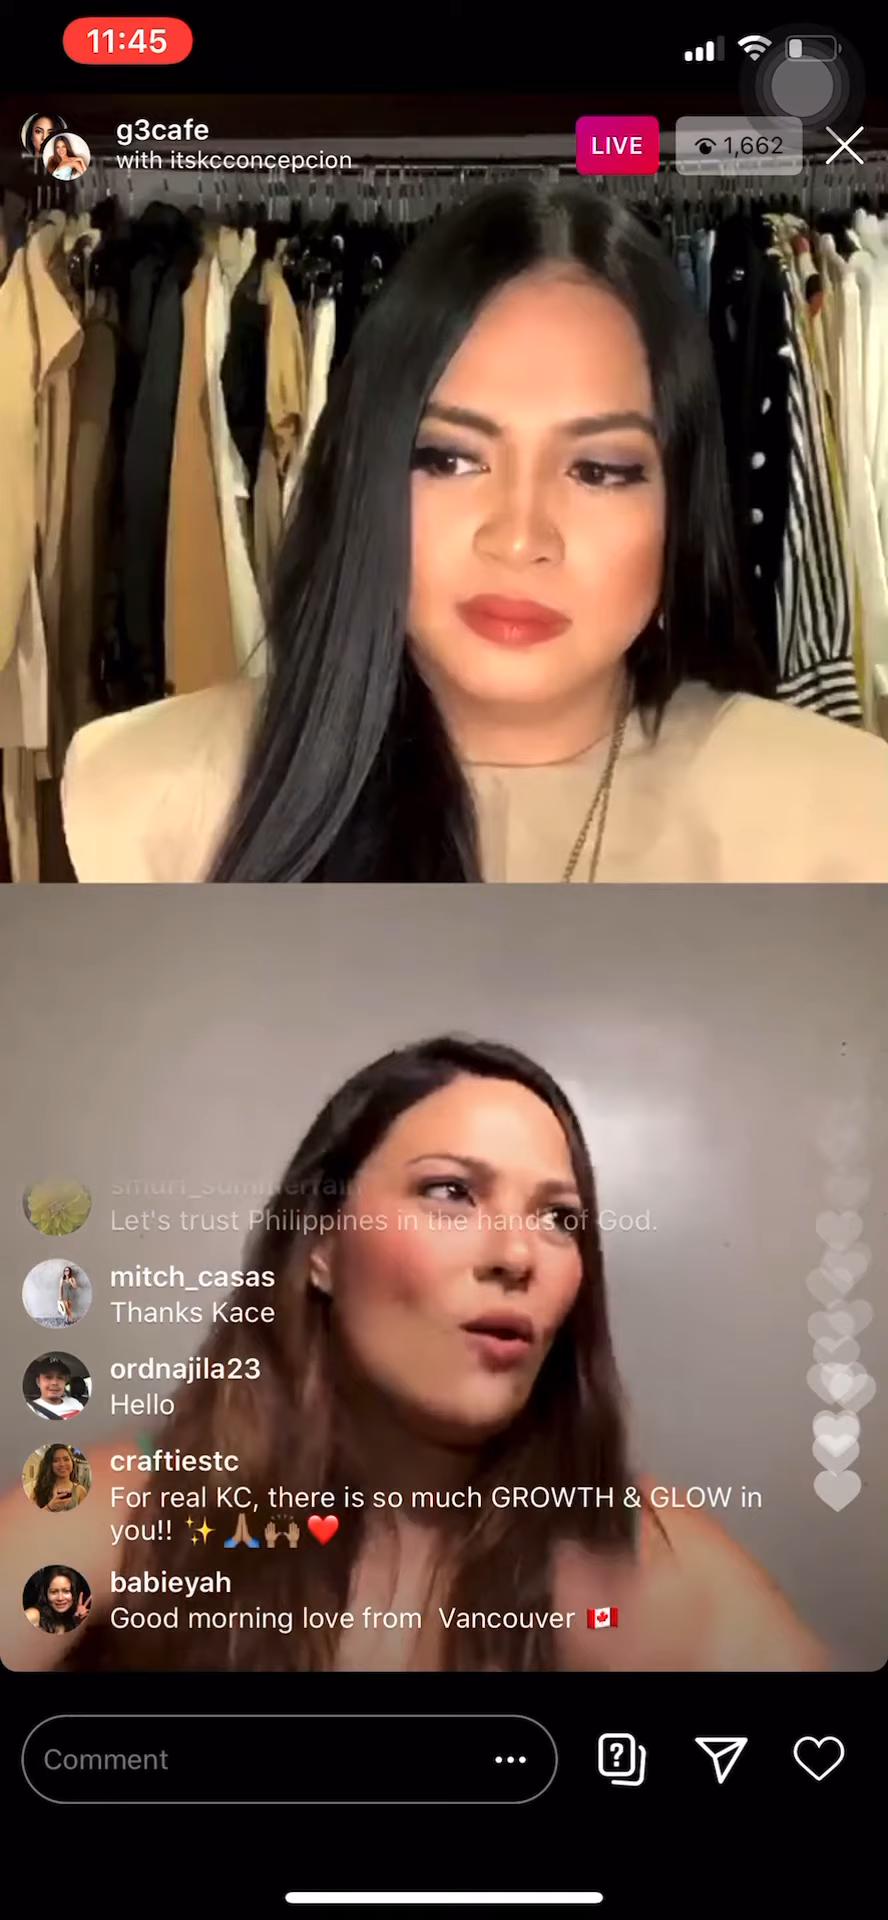 11:45
g3cafe
with itskcconcepcion
LIVE
1,662
smurf_summerrain
Let's trust Philippines in the hands of God.
mitch_casas
Thanks Kace
ordnajila23
Hello
craftiestc
For real KC, there is so much GROWTH & GLOW in
you!! ✨🙏🏽🙌🏽❤️
babieyah
Good morning love from Vancouver 🇨🇦
Comment